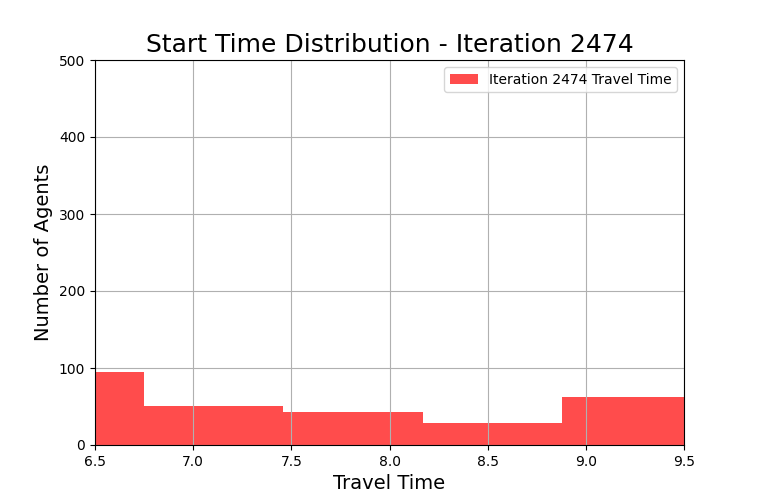 Start Time Distribution - Iteration 2474
500
400
300
200
100
0
Number of Agents
Iteration 2474 Travel Time
6.5 7.0 7.5 8.0 8.5 9.0 9.5
Travel Time